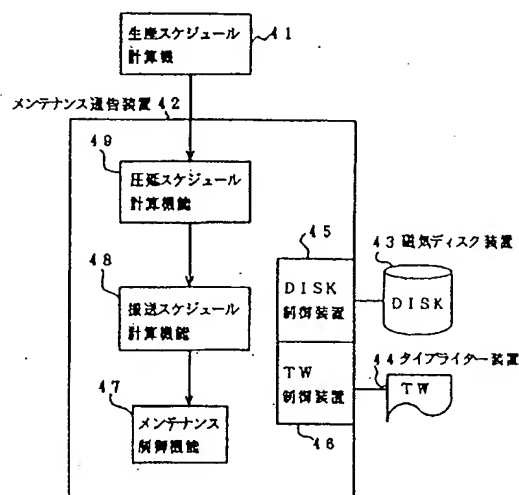 生産スケジュール
計算機
41
メンテナンス通告装置 42
49
圧延スケジュール
計算機能
48
搬送スケジュール
計算機能
47
メンテナンス
制御機能
45
DISK
制御装置
TW
制御装置
46
43 磁気ディスク装置
DISK
44 タイプライター装置
TW